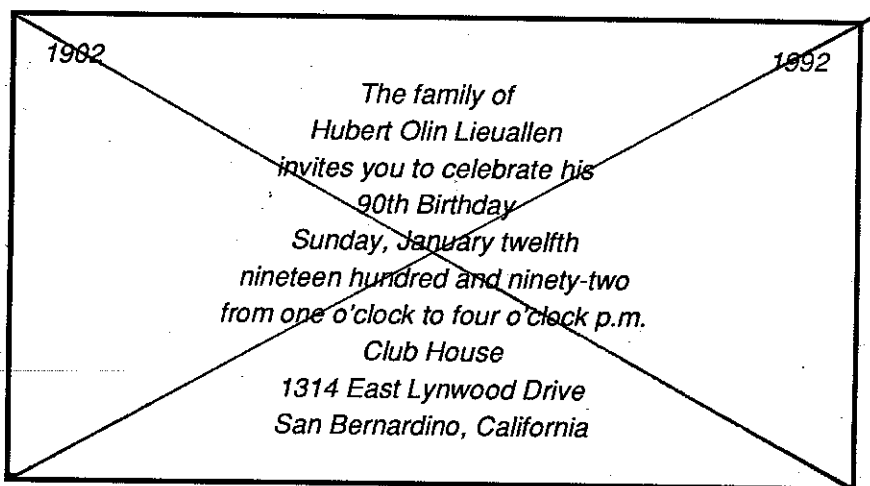 1902 1992
The family of
Hubert Olin Lieuallen
invites you to celebrate his
90th Birthday
Sunday, January twelfth
nineteen hundred and ninety-two
from one o'clock to four o'clock p.m.
Club House
1314 East Lynwood Drive
San Bernardino, California